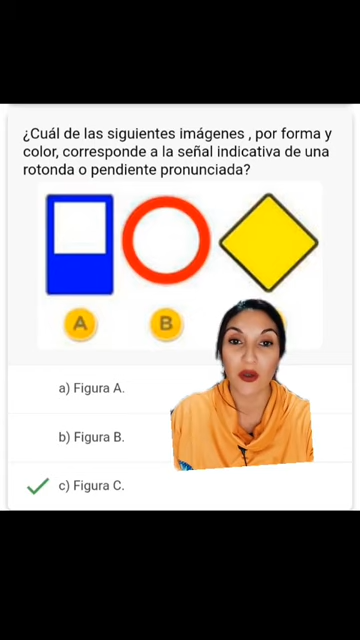 ¿Cuál de las siguientes imágenes , por forma y
color, corresponde a la señal indicativa de una
rotonda o pendiente pronunciada?
A B
a) Figura A.
b) Figura B.
c) Figura C.